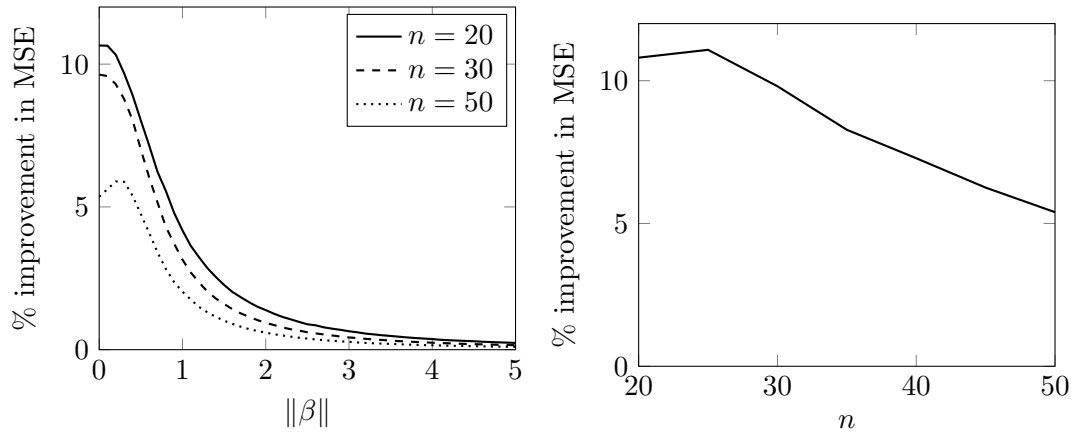 % improvement in MSE
10
5
0
0 1 2 3 4 5
‖β‖
n = 20
n = 30
n = 50
% improvement in MSE
10
5
0
20 30 40 50
n